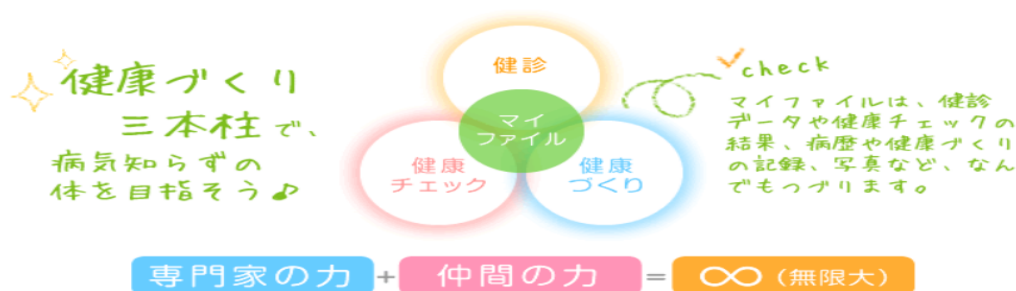 健康づくり
三本柱で、
病気知らずの
体を目指そう♪
健診
マイ
ファイル
健康
チェック
健康
づくり
check
マイファイルは、健診
データや健康チェックの
結果、病歴や健康づくり
の記録、写真など、なん
でもつづります。
専門家の力+仲間の力=∞(無限大)